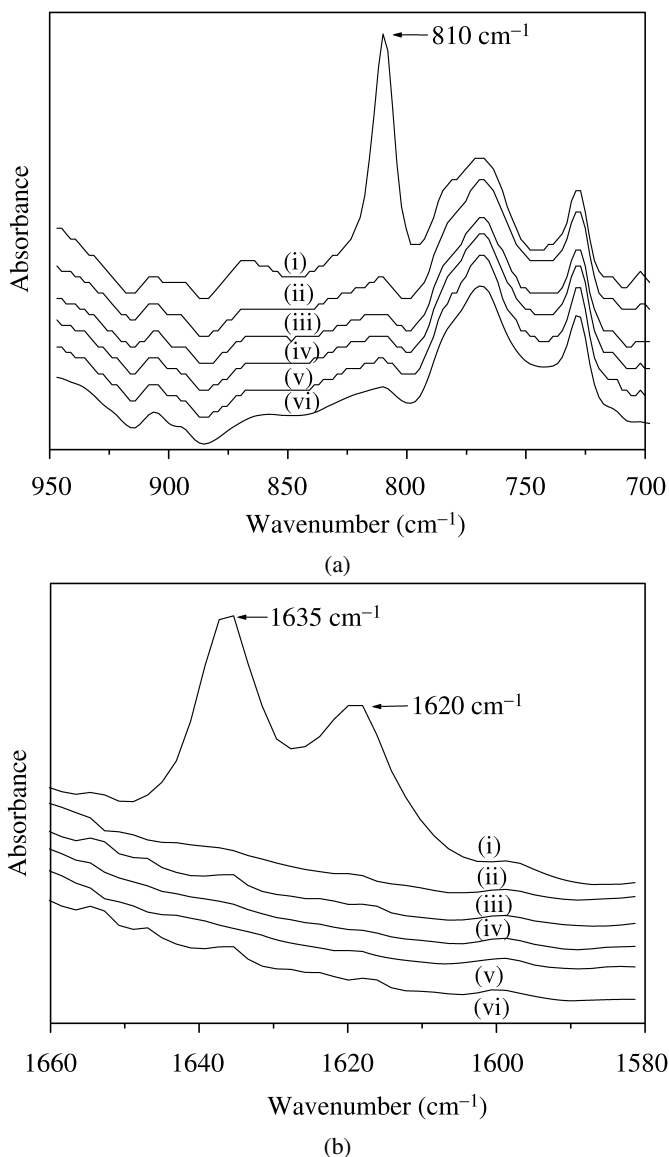 810 cm⁻¹
Absorbance
(i)
(ii)
(iii)
(iv)
(v)
(vi)
950 900 850 800 750 700
Wavenumber (cm⁻¹)
(a)
1635 cm⁻¹
1620 cm⁻¹
Absorbance
(i)
(ii)
(iii)
(iv)
(v)
(vi)
1660 1640 1620 1600 1580
Wavenumber (cm⁻¹)
(b)